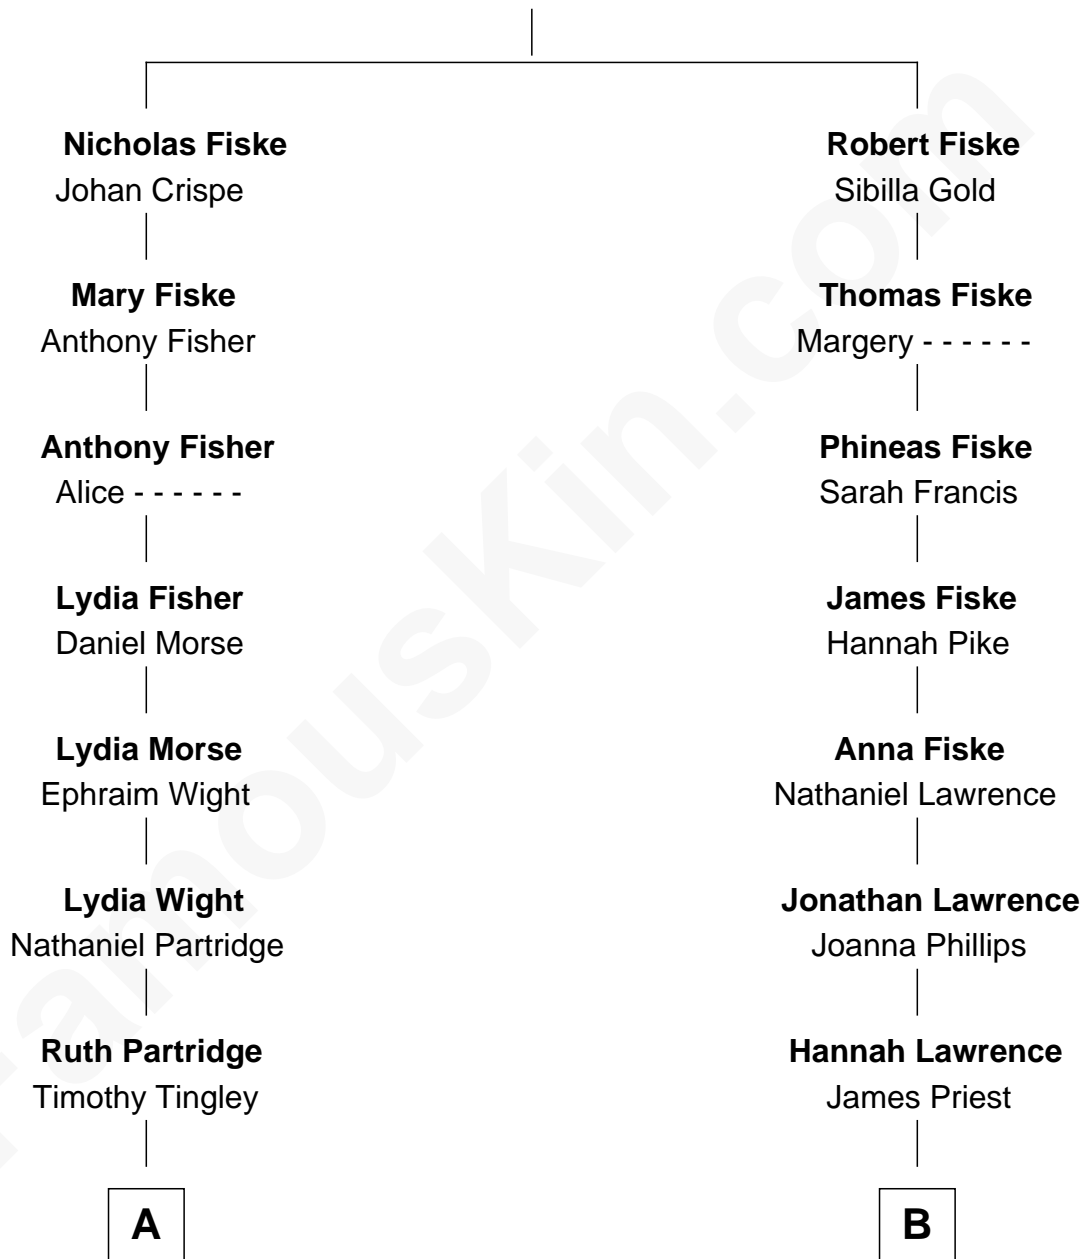 Nicholas Fiske
Johan Crispe
Mary Fiske
Anthony Fisher
Anthony Fisher
Alice - - - - - -
Lydia Fisher
Daniel Morse
Lydia Morse
Ephraim Wight
Lydia Wight
Nathaniel Partridge
Ruth Partridge
Timothy Tingley
A
Robert Fiske
Sibilla Gold
Thomas Fiske
Margery - - - - - -
Phineas Fiske
Sarah Francis
James Fiske
Hannah Pike
Anna Fiske
Nathaniel Lawrence
Jonathan Lawrence
Joanna Phillips
Hannah Lawrence
James Priest
B
FamousKin.com